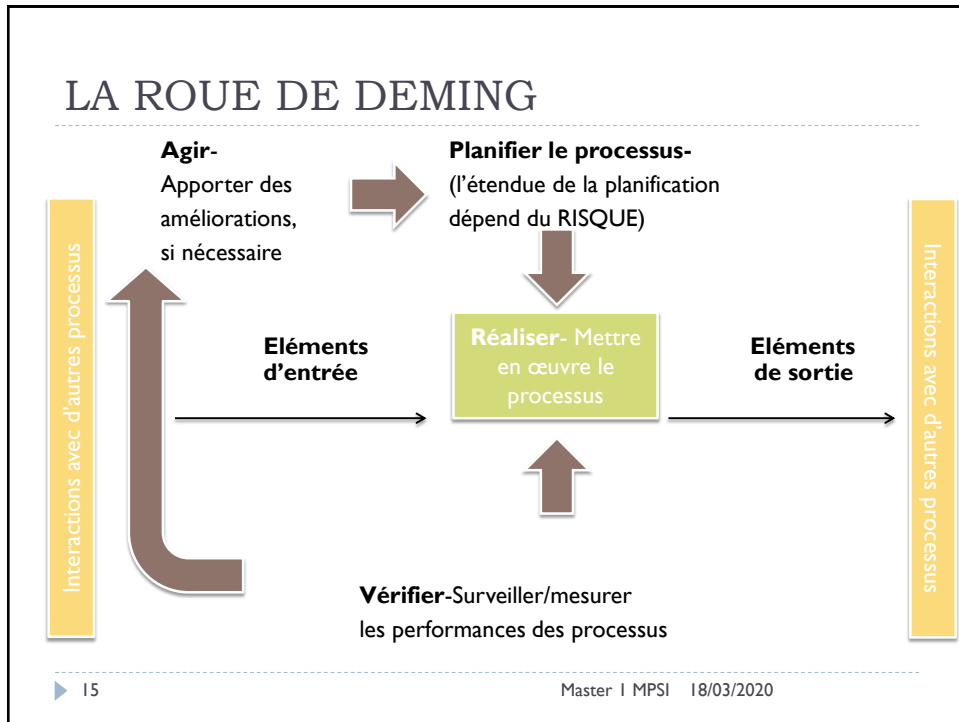 LA ROUE DE DEMING
Agir-
Apporter des
améliorations,
si nécessaire
Planifier le processus-
(l’étendue de la planification
dépend du RISQUE)
Interactions avec d’autres processus
Eléments
d’entrée
Réaliser- Mettre
en œuvre le
processus
Eléments
de sortie
Interactions avec d’autres processus
Vérifier-Surveiller/mesurer
les performances des processus
15
Master 1 MPSI 18/03/2020